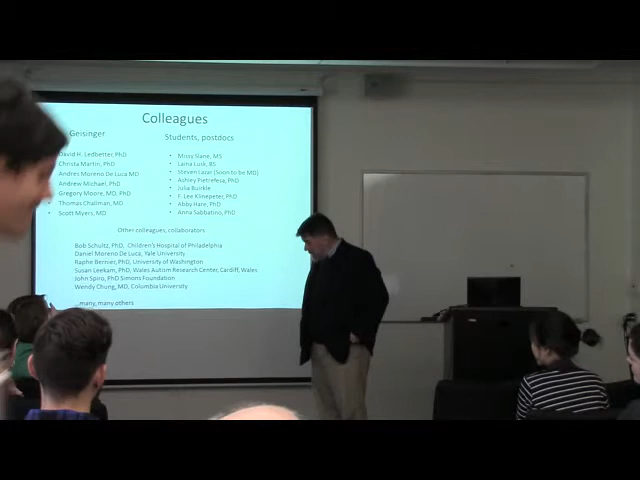 Colleagues
Geisinger
David H. Ledbetter, PhD
Christa Martin, PhD
Andres Moreno De Luca MD
Andrew Michael, PhD
Gregory Moore, MD, PhD
Thomas Challman, MD
Scott Myers, MD
Students, postdocs
Missy Slane, MS
Laina Lusk, BS
Steven Lazar (Soon to be MD)
Ashley Pietrefesa, PhD
Julia Buirkle
F. Lee Klinepeter, PhD
Abby Hare, PhD
Anna Sabbatino, PhD
Other colleagues, collaborators
Bob Schultz, PhD, Children's Hospital of Philadelphia
Daniel Moreno De Luca, Yale University
Raphe Bernier, PhD, University of Washington
Susan Leekam, PhD, Wales Autism Research Center, Cardiff, Wales
John Spiro, PhD Simons Foundation
Wendy Chung, MD, Columbia University
...many, many others